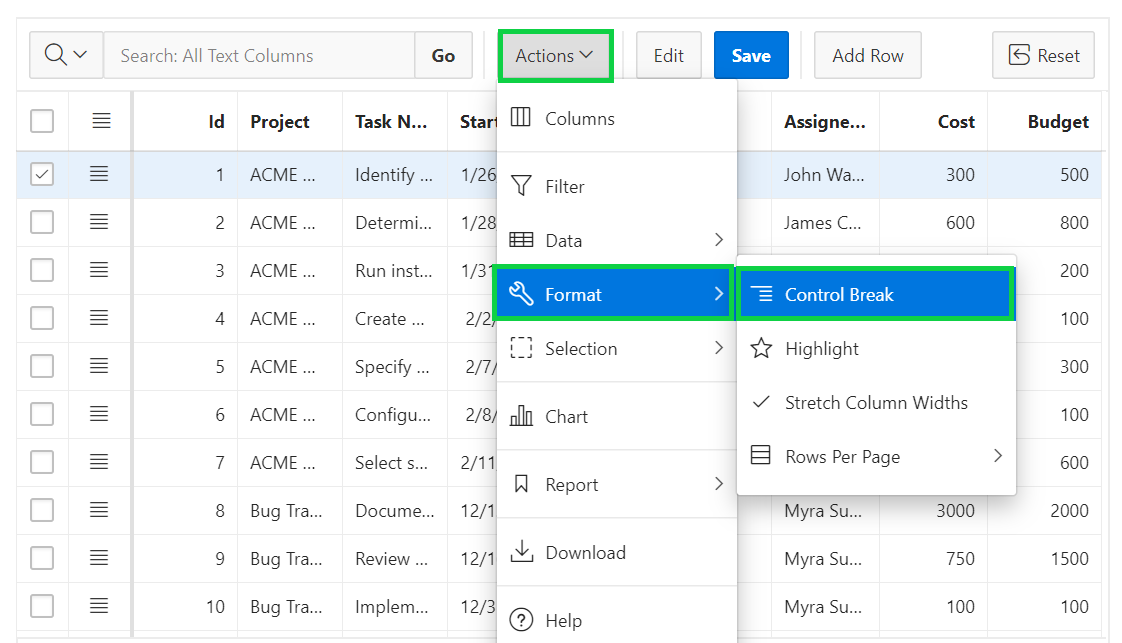 Search: All Text Columns Go Actions Edit Save Add Row Reset
Id Project Task N... Start Assigne... Cost Budget
1 ACME ... Identify ... 1/26 John Wa... 300 500
2 ACME ... Determi... 1/28 James C... 600 800
3 ACME ... Run inst... 1/31 200
4 ACME ... Create ... 2/2/ 100
5 ACME ... Specify ... 2/7/ 300
6 ACME ... Configu... 2/8/ 100
7 ACME ... Select s... 2/11 600
8 Bug Tra... Docume... 12/1 Myra Su... 3000 2000
9 Bug Tra... Review ... 12/1 Myra Su... 750 1500
10 Bug Tra... Implem... 12/3 Myra Su... 100 100
Columns
Filter
Data
Format
Selection
Chart
Report
Download
Help
Control Break
Highlight
Stretch Column Widths
Rows Per Page